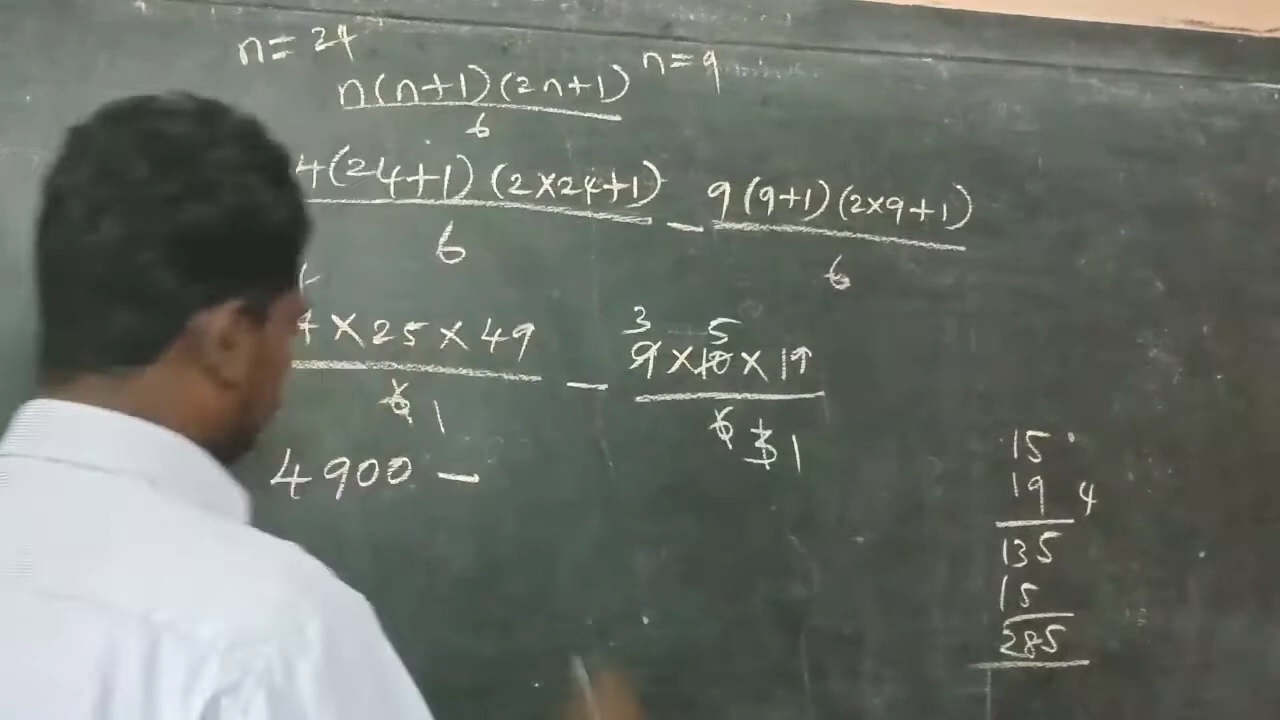 n = 24 n = 9
n(n+1)(2n+1)
6
4(24+1) (2×24+1) - 9(9+1)(2×9+1)
6 6
3 5
4 × 25 × 49 - 9 × 10 × 19
6 1 6 3 1
4900 -
15
19 4
135
15
285